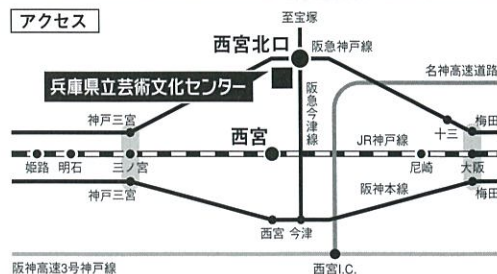 アクセス
至宝塚
西宮北口
阪急神戸線
名神高速道路
兵庫県立芸術文化センター
阪急今津線
神戸三宮
十三
梅田
西宮
JR神戸線
姫路
明石
三ノ宮
尼崎
大阪
神戸三宮
阪神本線
梅田
西宮
今津
阪神高速3号神戸線
西宮I.C.